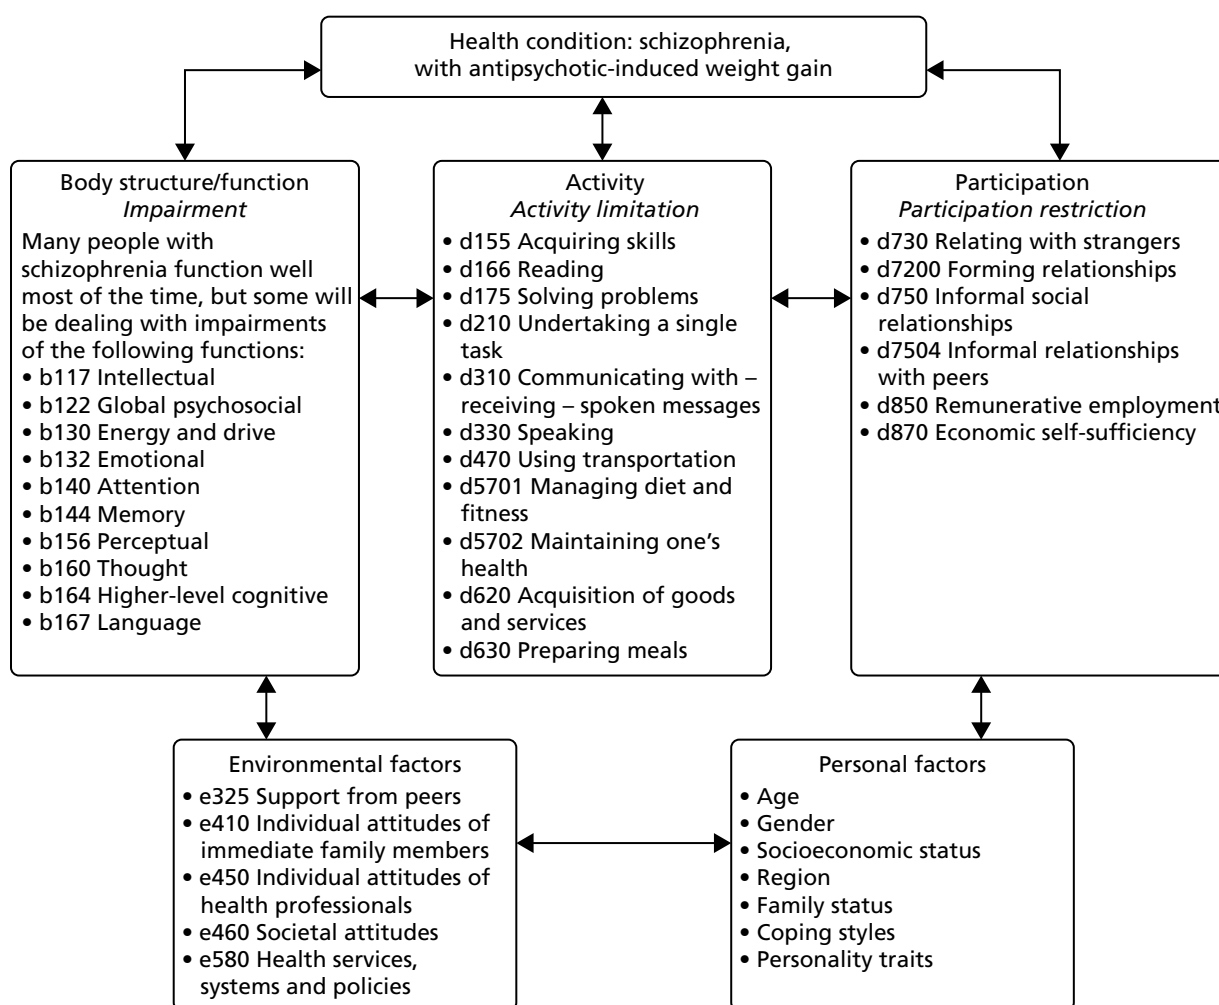 Health condition: schizophrenia,
with antipsychotic-induced weight gain
Body structure/function
Impairment
Many people with
schizophrenia function well
most of the time, but some will
be dealing with impairments
of the following functions:
• b117 Intellectual
• b122 Global psychosocial
• b130 Energy and drive
• b132 Emotional
• b140 Attention
• b144 Memory
• b156 Perceptual
• b160 Thought
• b164 Higher-level cognitive
• b167 Language
Activity
Activity limitation
• d155 Acquiring skills
• d166 Reading
• d175 Solving problems
• d210 Undertaking a single
task
• d310 Communicating with –
receiving – spoken messages
• d330 Speaking
• d470 Using transportation
• d5701 Managing diet and
fitness
• d5702 Maintaining one’s
health
• d620 Acquisition of goods
and services
• d630 Preparing meals
Participation
Participation restriction
• d730 Relating with strangers
• d7200 Forming relationships
• d750 Informal social
relationships
• d7504 Informal relationships
with peers
• d850 Remunerative employment
• d870 Economic self-sufficiency
Environmental factors
• e325 Support from peers
• e410 Individual attitudes of
immediate family members
• e450 Individual attitudes of
health professionals
• e460 Societal attitudes
• e580 Health services,
systems and policies
Personal factors
• Age
• Gender
• Socioeconomic status
• Region
• Family status
• Coping styles
• Personality traits